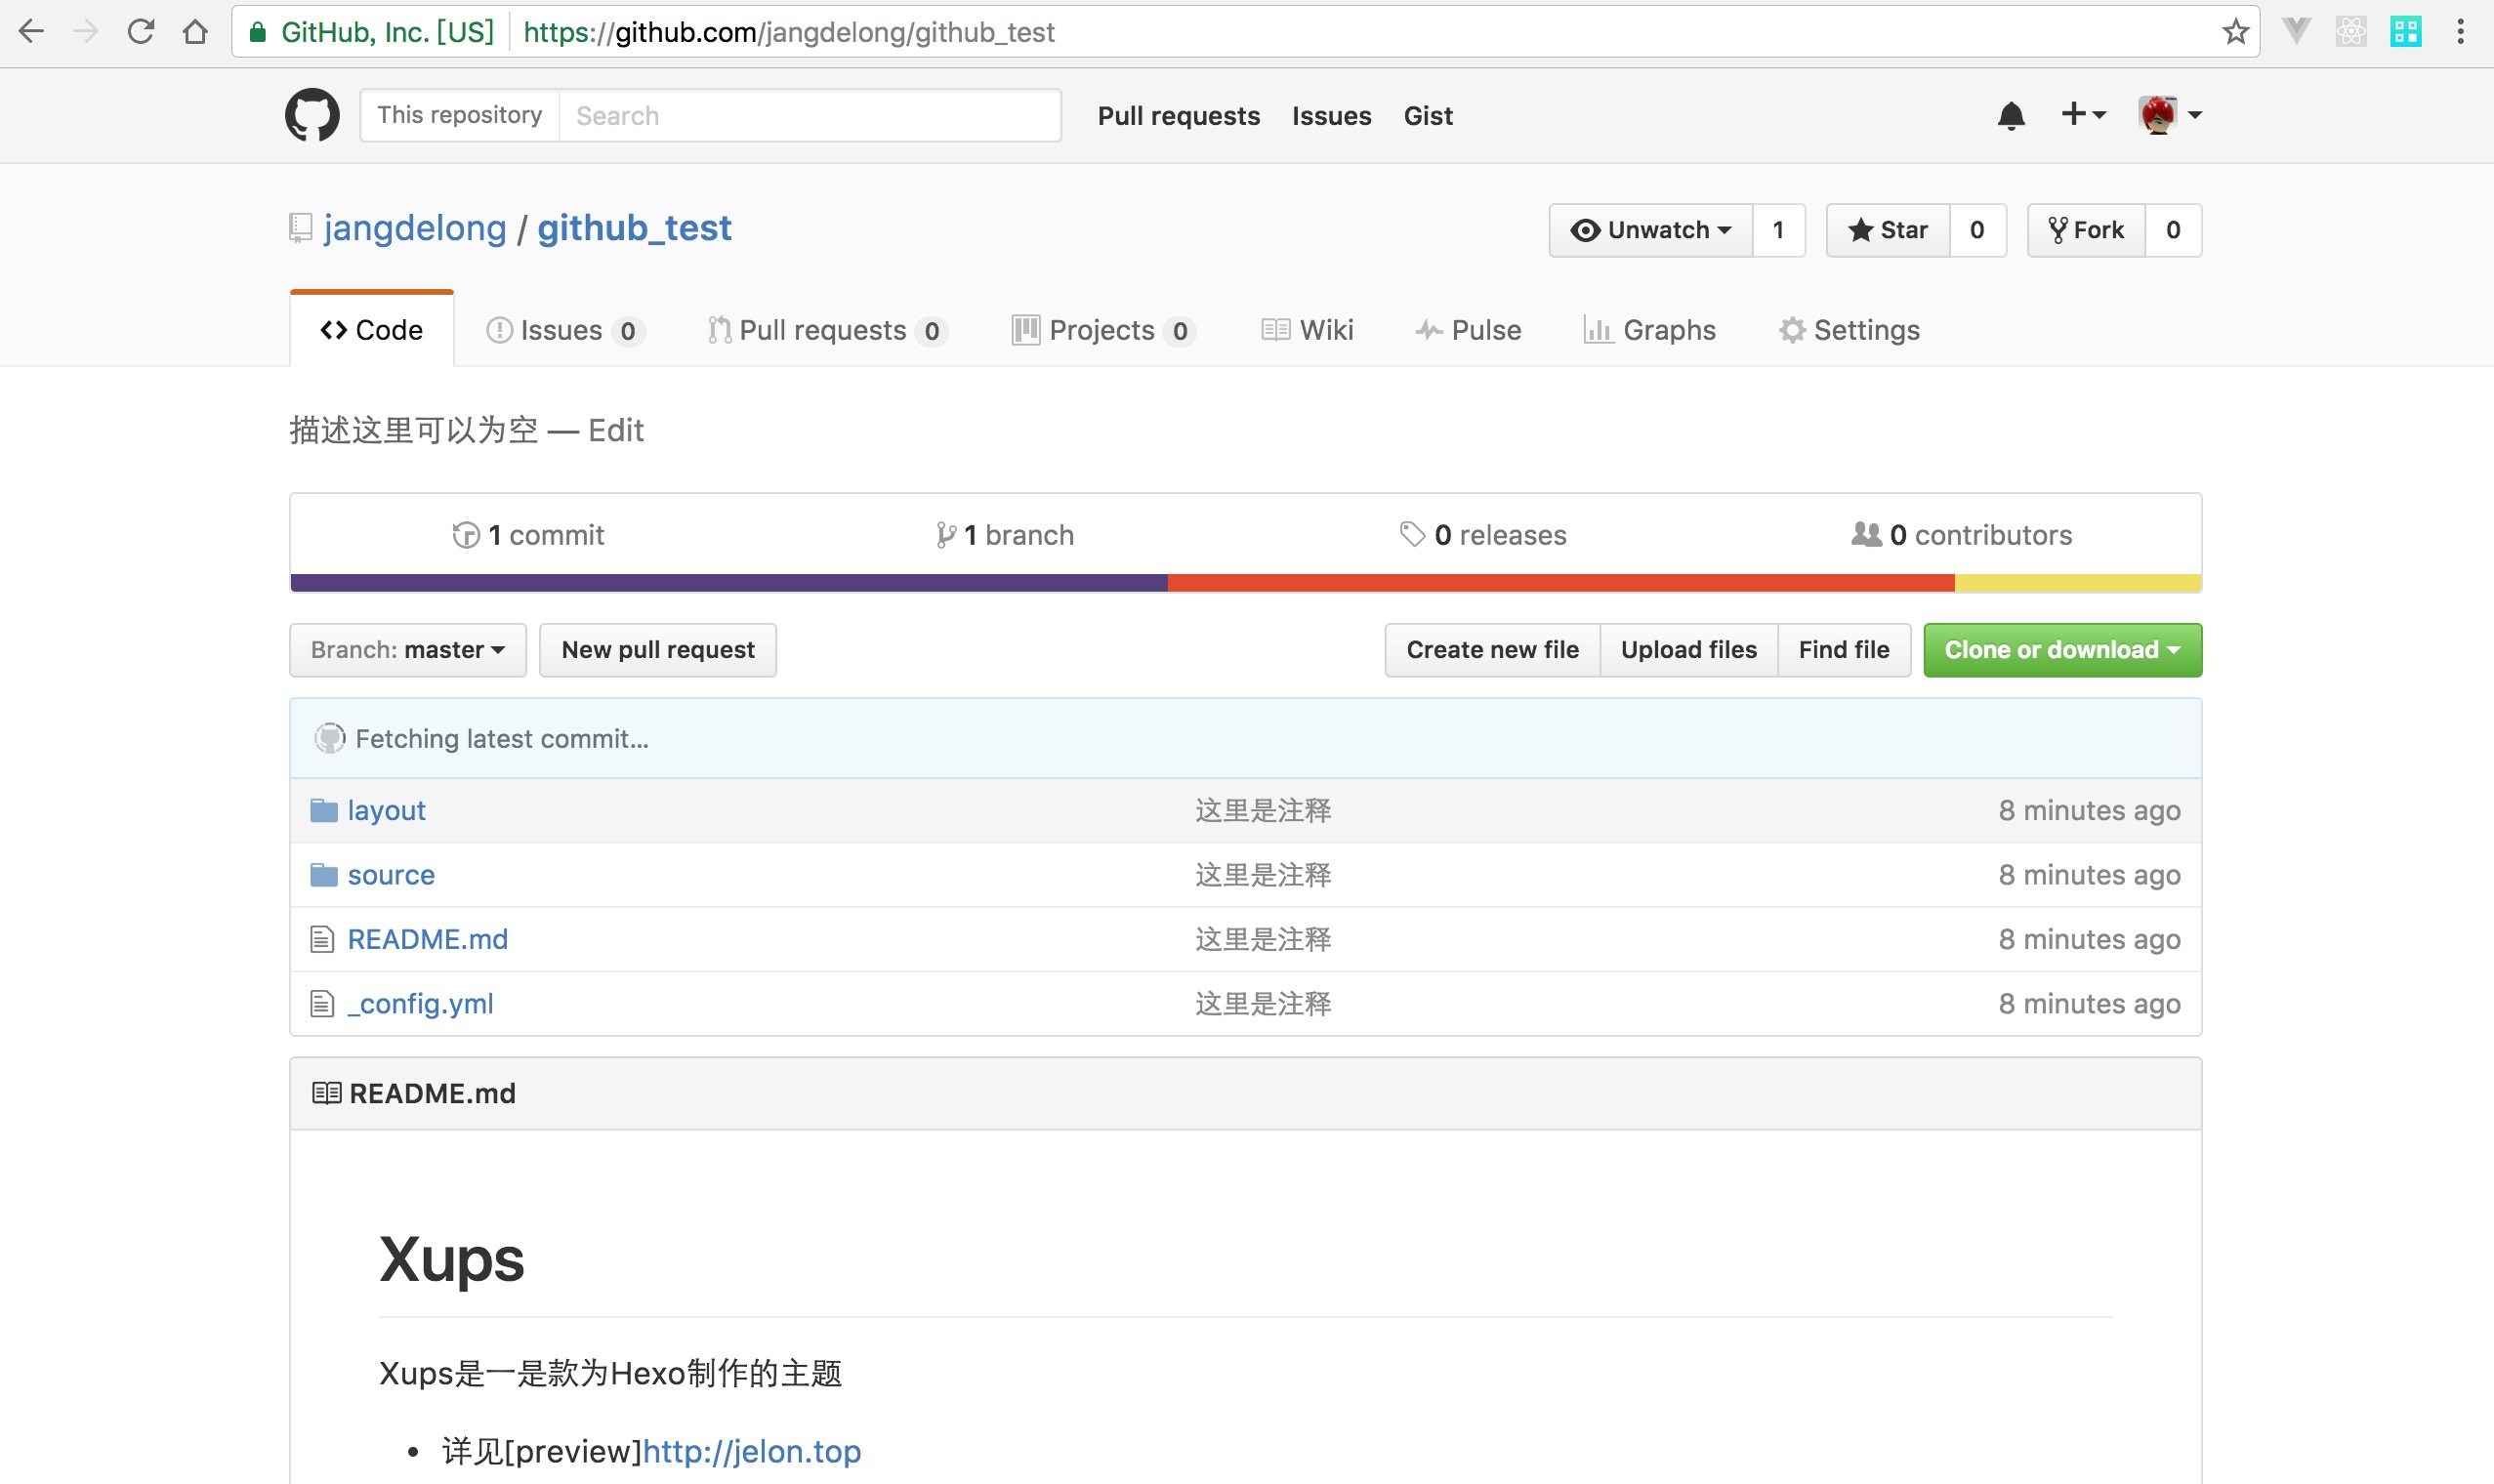 GitHub, Inc. [US] https://github.com/jangdelong/github_test
This repository Search Pull requests Issues Gist
jangdelong / github_test Unwatch 1 Star 0 Fork 0
Code Issues 0 Pull requests 0 Projects 0 Wiki Pulse Graphs Settings
描述这里可以为空 — Edit
1 commit 1 branch 0 releases 0 contributors
Branch: master New pull request Create new file Upload files Find file Clone or download
Fetching latest commit…
layout 这里是注释 8 minutes ago
source 这里是注释 8 minutes ago
README.md 这里是注释 8 minutes ago
_config.yml 这里是注释 8 minutes ago
README.md
Xups
Xups是一是款为Hexo制作的主题
• 详见[preview]http://jelon.top